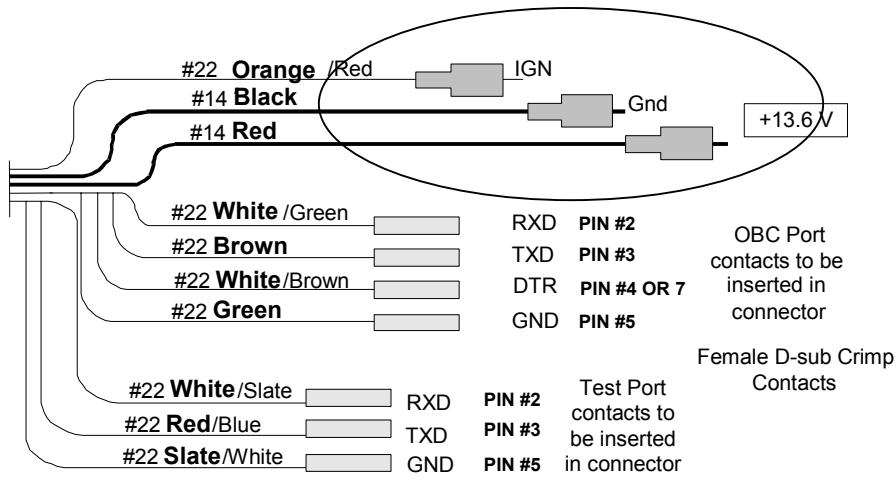 #22 Orange /Red IGN
#14 Black Gnd
#14 Red +13.6 V
#22 White /Green RXD PIN #2
#22 Brown TXD PIN #3
#22 White/Brown DTR PIN #4 OR 7
#22 Green GND PIN #5
OBC Port
contacts to be
inserted in
connector
Female D-sub Crimp
Contacts
#22 White/Slate RXD PIN #2
#22 Red/Blue TXD PIN #3
#22 Slate/White GND PIN #5
Test Port
contacts to
be inserted
in connector